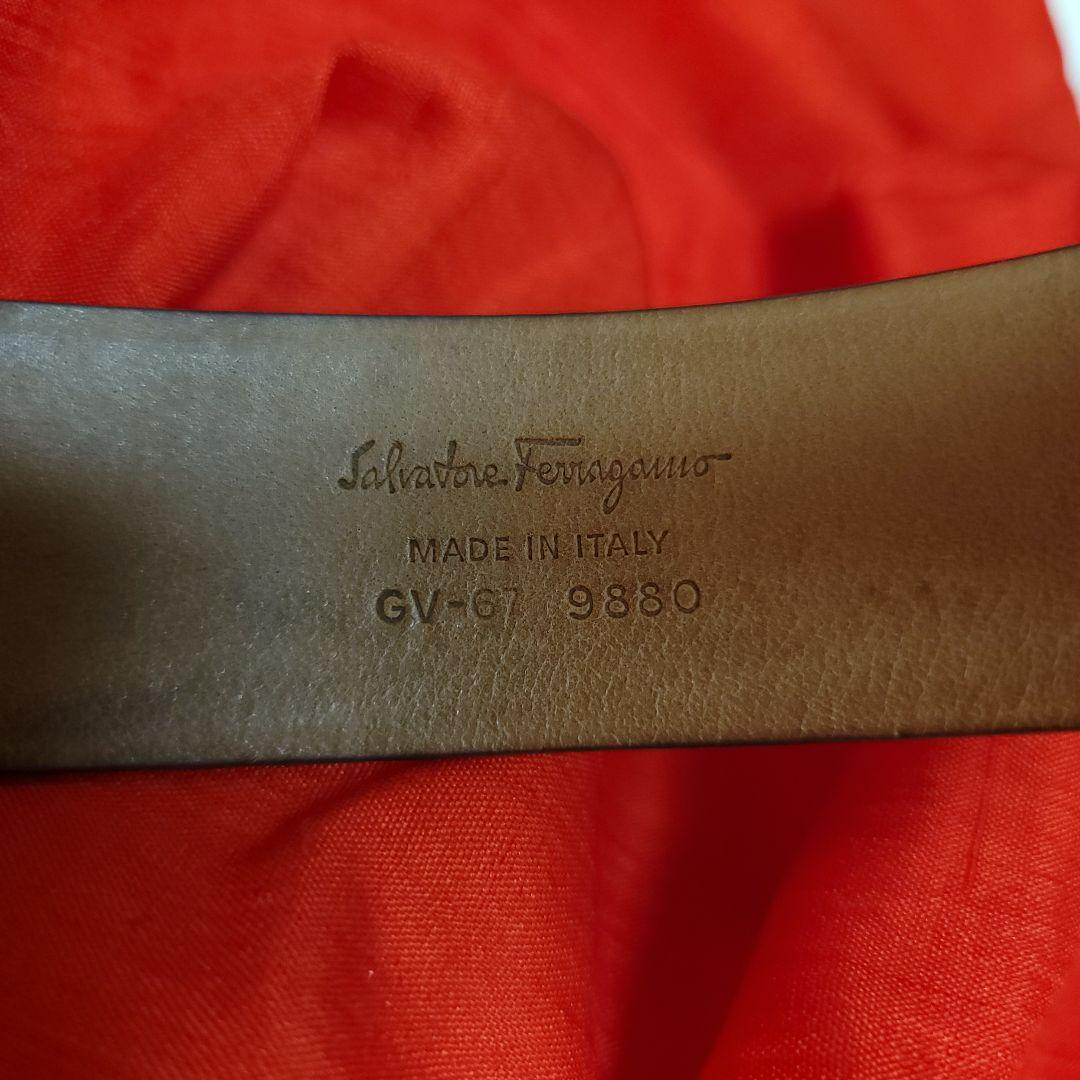 Salvatore Ferragamo
MADE IN ITALY
GV-67 9880